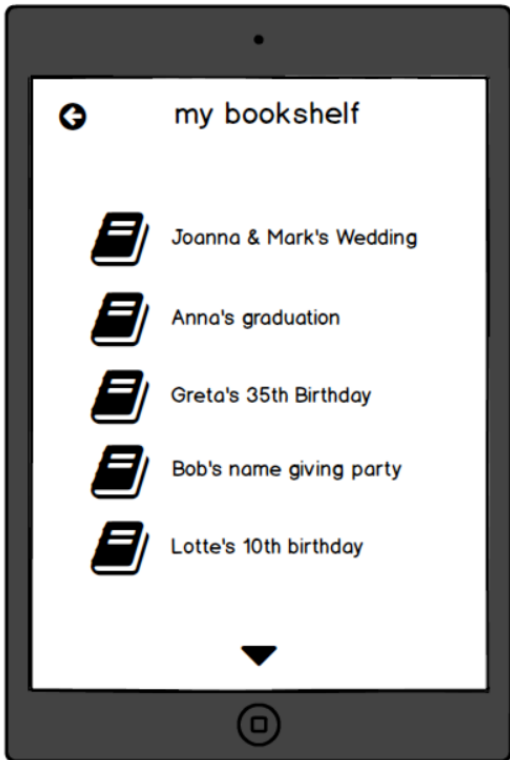 my bookshelf
Joanna & Mark's Wedding
Anna's graduation
Greta's 35th Birthday
Bob's name giving party
Lotte's 10th birthday